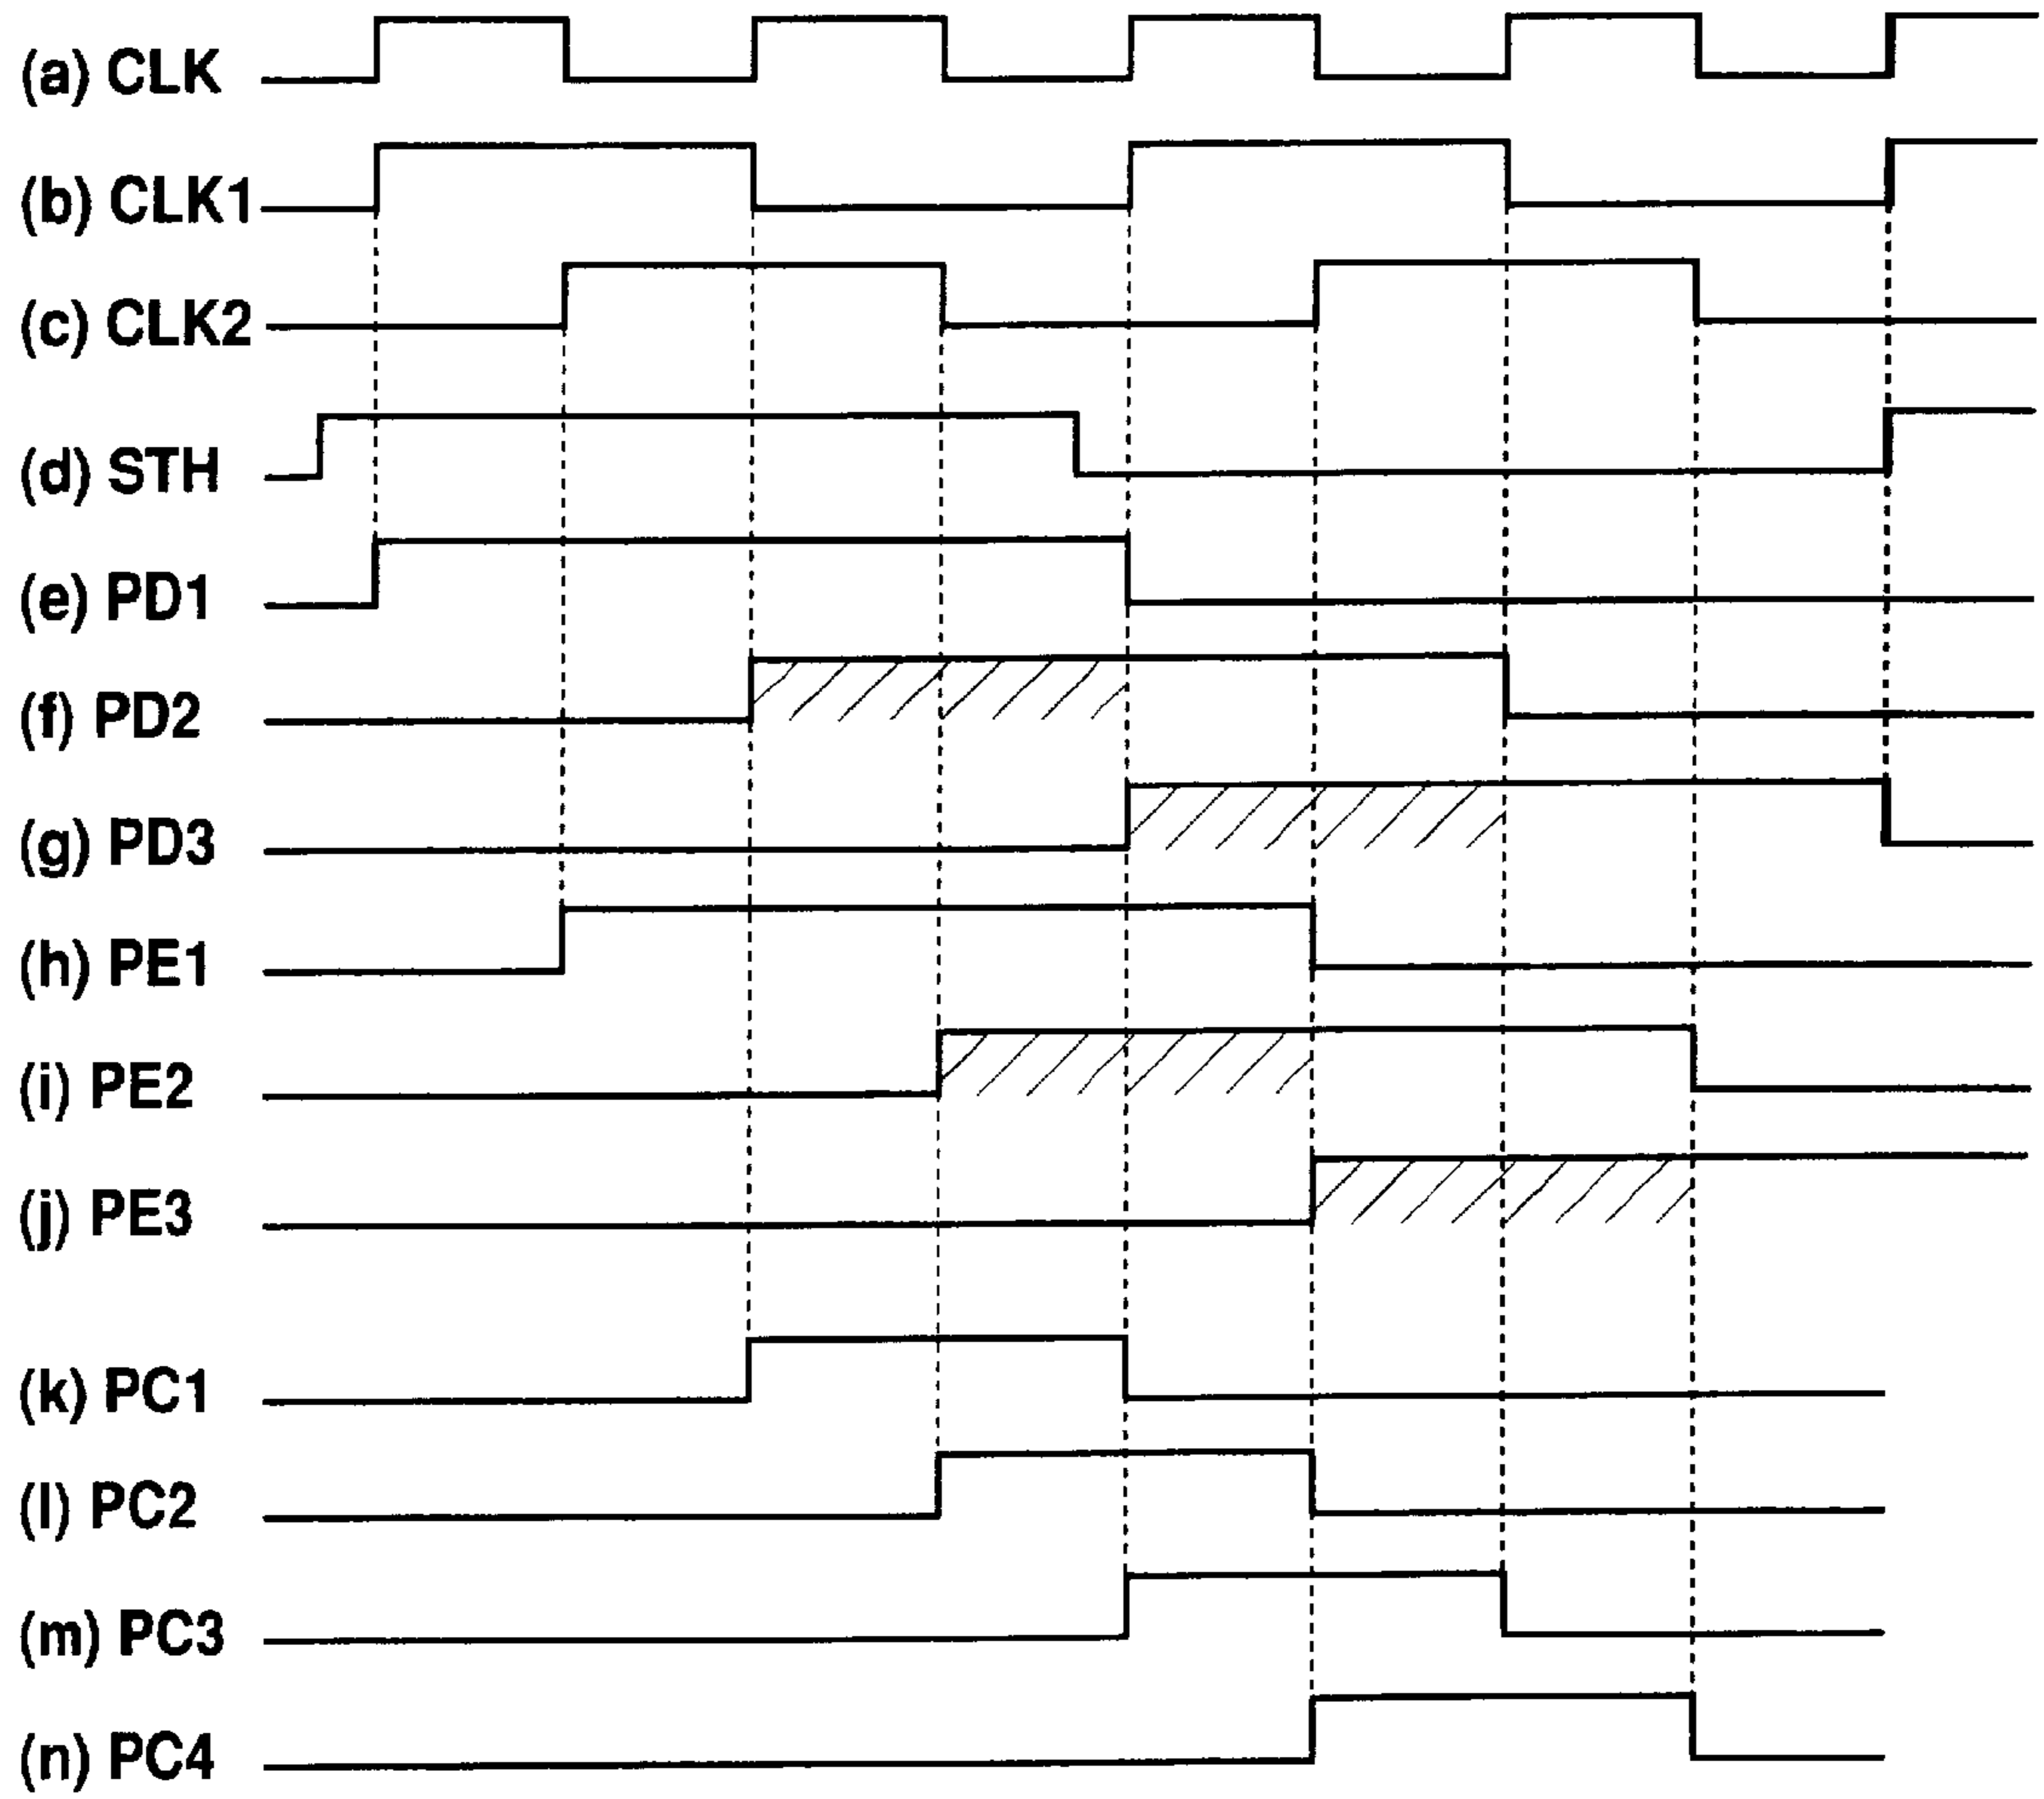 (a) CLK
(b) CLK1
(c) CLK2
(d) STH
(e) PD1
(f) PD2
(g) PD3
(h) PE1
(i) PE2
(j) PE3
(k) PC1
(l) PC2
(m) PC3
(n) PC4